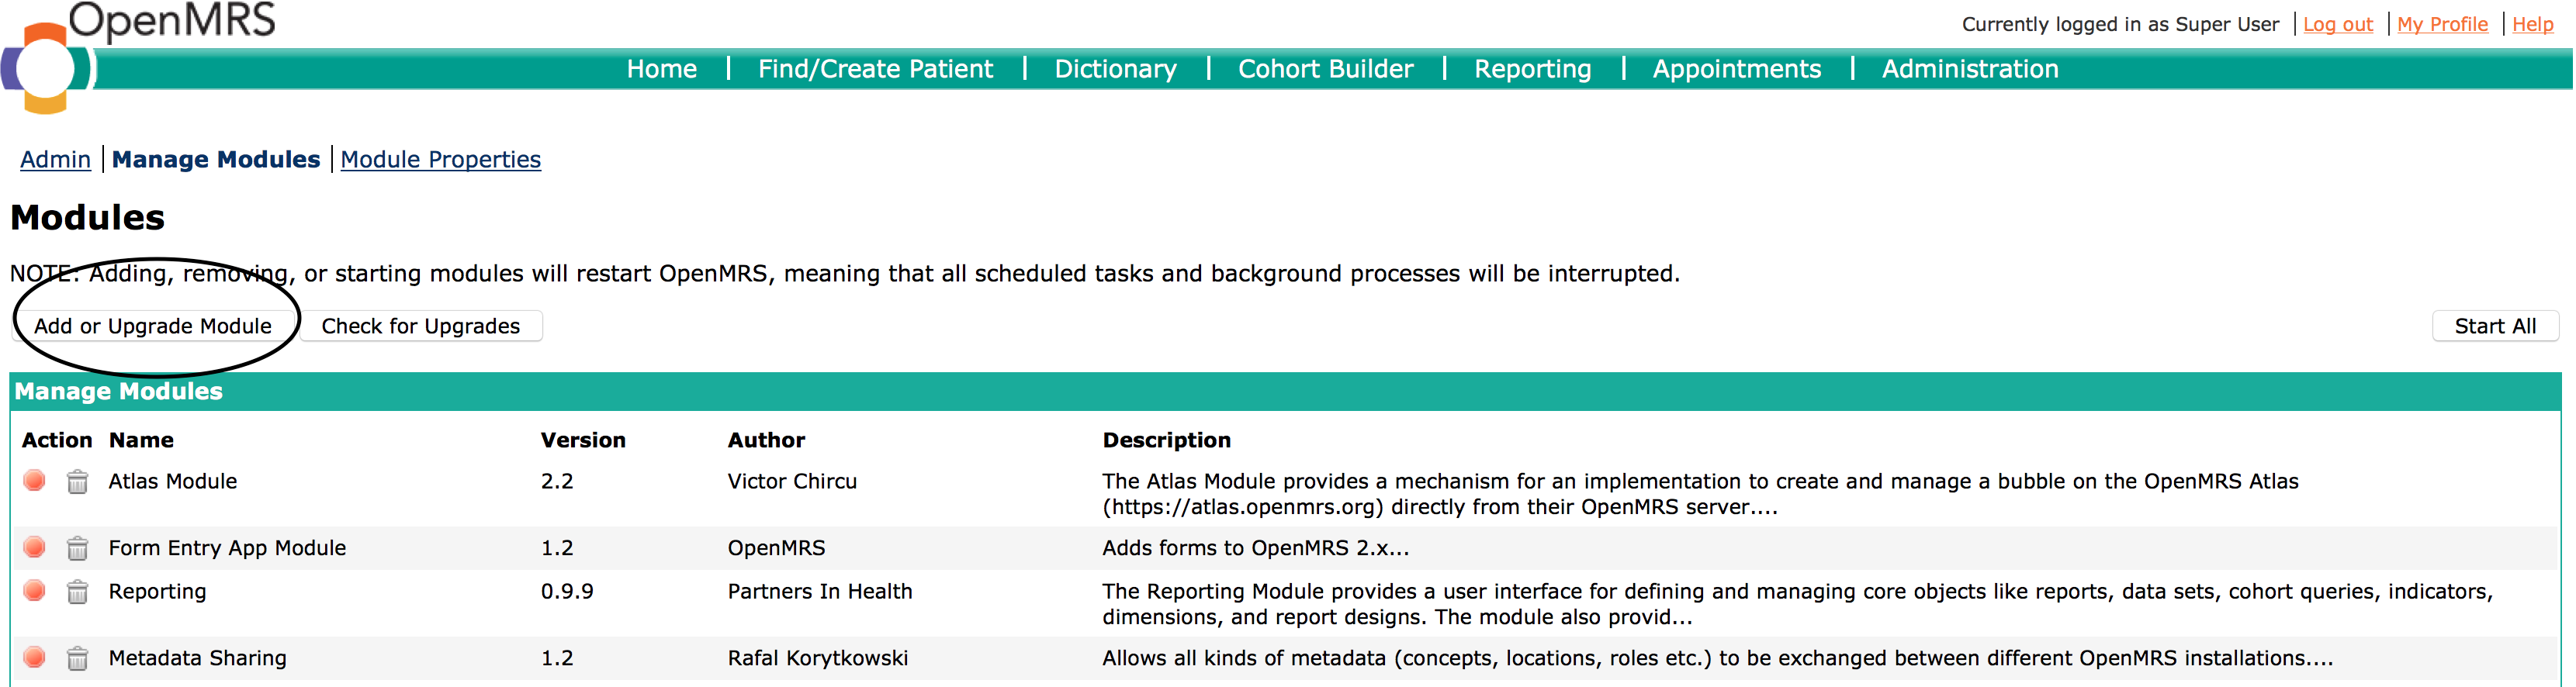 OpenMRS
Currently logged in as Super User | Log out | My Profile | Help
Home | Find/Create Patient | Dictionary | Cohort Builder | Reporting | Appointments | Administration
Admin | Manage Modules | Module Properties
Modules
NOTE: Adding, removing, or starting modules will restart OpenMRS, meaning that all scheduled tasks and background processes will be interrupted.
Add or Upgrade Module Check for Upgrades Start All
Manage Modules
Action Name Version Author Description
Atlas Module 2.2 Victor Chircu The Atlas Module provides a mechanism for an implementation to create and manage a bubble on the OpenMRS Atlas
(https://atlas.openmrs.org) directly from their OpenMRS server....
Form Entry App Module 1.2 OpenMRS Adds forms to OpenMRS 2.x...
Reporting 0.9.9 Partners In Health The Reporting Module provides a user interface for defining and managing core objects like reports, data sets, cohort queries, indicators,
dimensions, and report designs. The module also provid...
Metadata Sharing 1.2 Rafal Korytkowski Allows all kinds of metadata (concepts, locations, roles etc.) to be exchanged between different OpenMRS installations....